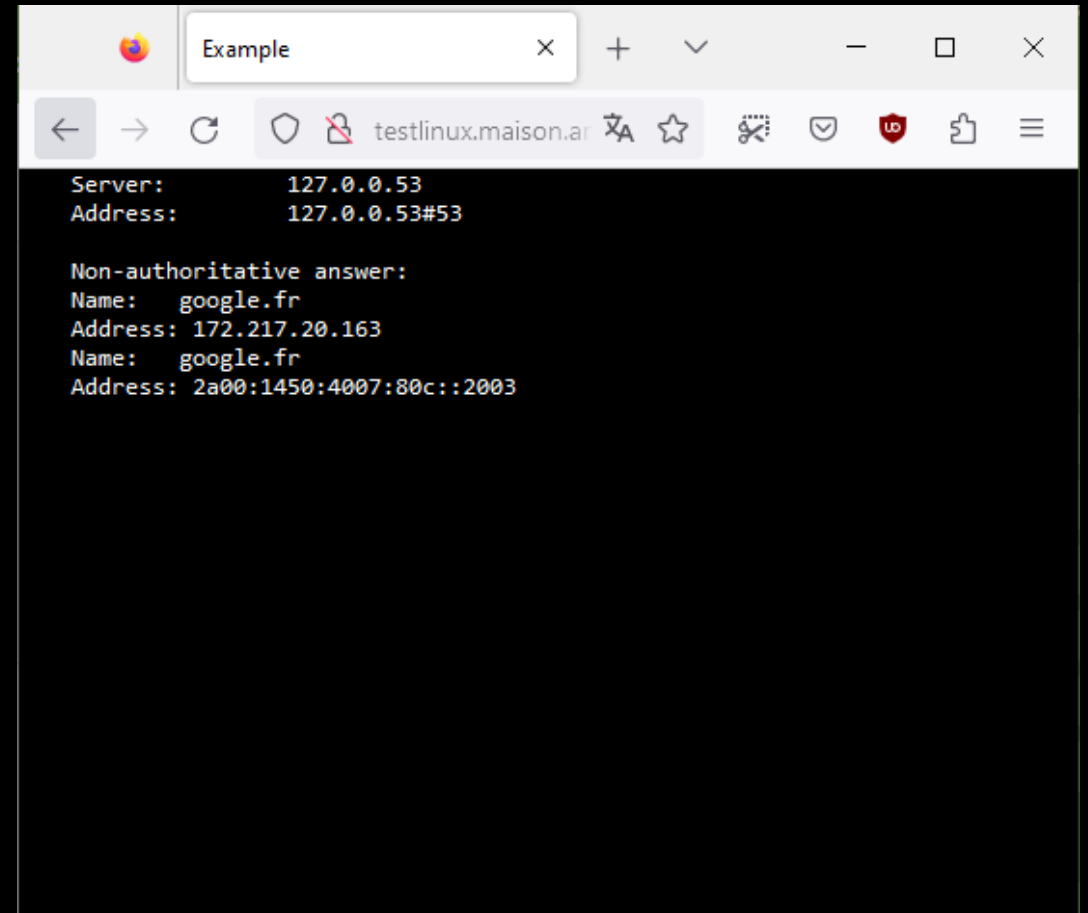 Example
testlinux.maison.ar
Server: 127.0.0.53
Address: 127.0.0.53#53
Non-authoritative answer:
Name: google.fr
Address: 172.217.20.163
Name: google.fr
Address: 2a00:1450:4007:80c::2003